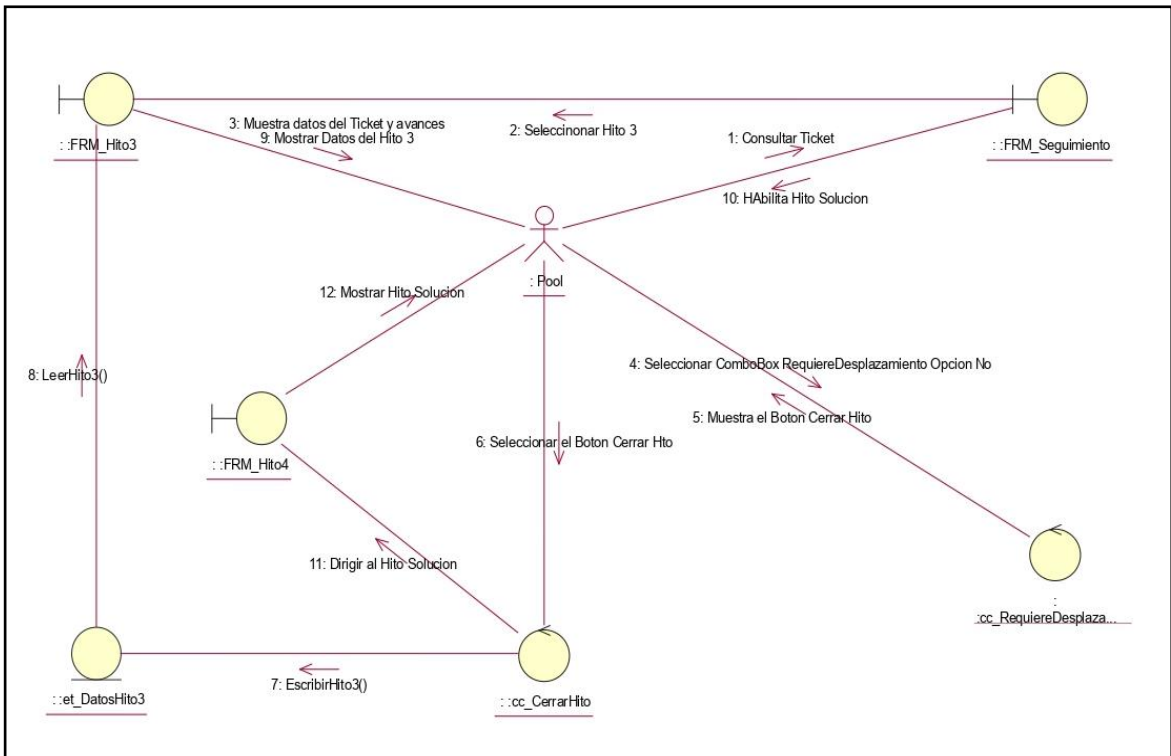 3: Muestra datos del Ticket y avances
9: Mostrar Datos del Hito 3
2: Seleccinonar Hito 3
1: Consultar Ticket
: :FRM_Hito3
: :FRM_Seguimiento
10: HAbilita Hito Solucion
: Pool
12: Mostrar Hito Solucion
4: Seleccionar ComboBox RequiereDesplazamiento Opcion No
8: LeerHito3()
5: Muestra el Boton Cerrar Hito
6: Seleccionar el Boton Cerrar Hto
: :FRM_Hito4
11: Dirigir al Hito Solucion
:
:cc_RequiereDesplaza...
7: EscribirHito3()
: :et_DatosHito3
: :cc_CerrarHito